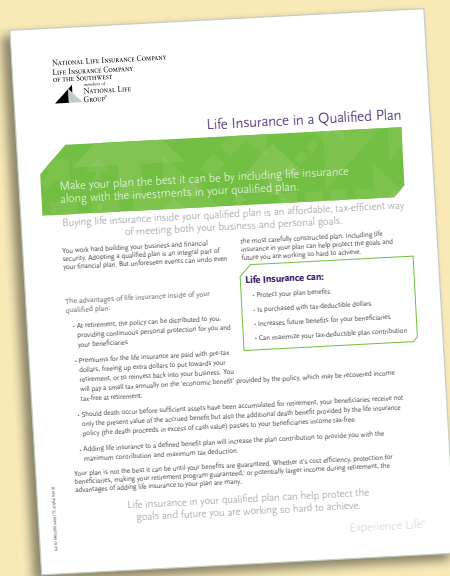 National Life Insurance Company
Life Insurance Company
of the Southwest
members of
National Life
Group®
Life Insurance in a Qualified Plan
Make your plan the best it can be by including life insurance
along with the investments in your qualified plan.
Buying life insurance inside your qualified plan is an affordable, tax-efficient way
of meeting both your business and personal goals.
You work hard building your business and financial
security. Adopting a qualified plan is an integral part of
your financial plan. But unforeseen events can undo even
the most carefully constructed plan. Including life
insurance in your plan can help protect the goals and
future you are working so hard to achieve.
The advantages of life insurance inside of your
qualified plan:
• At retirement, the policy can be distributed to you,
providing continuous personal protection for you and
your beneficiaries
• Premiums for the life insurance are paid with pre-tax
dollars, freeing up extra dollars to put towards your
retirement, or to reinvest back into your business. You
will pay a small tax annually on the 'economic benefit' provided by the policy, which may be recovered income
tax-free at retirement.
Life Insurance can:
• Protect your plan benefits
• Is purchased with tax-deductible dollars
• Increases future benefits for your beneficiaries
• Can maximize your tax-deductible plan contribution
• Should death occur before sufficient assets have been accumulated for retirement, your beneficiaries receive not
only the present value of the accrued benefit but also the additional death benefit provided by the life insurance
policy (the death proceeds in excess of cash value) passes to your beneficiaries income tax-free.
• Adding life insurance to a defined benefit plan will increase the plan contribution to provide you with the
maximum contribution and maximum tax deduction.
Your plan is not the best it can be until your benefits are guaranteed. Whether it's cost efficiency, protection for
beneficiaries, making your retirement program guaranteed, or potentially larger income during retirement, the
advantages of adding life insurance to your plan are many.
Life insurance in your qualified plan can help protect the
goals and future you are working so hard to achieve.
Experience Life™